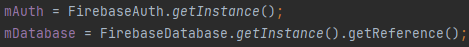 mAuth = FirebaseAuth.getInstance();
mDatabase = FirebaseDatabase.getInstance().getReference();